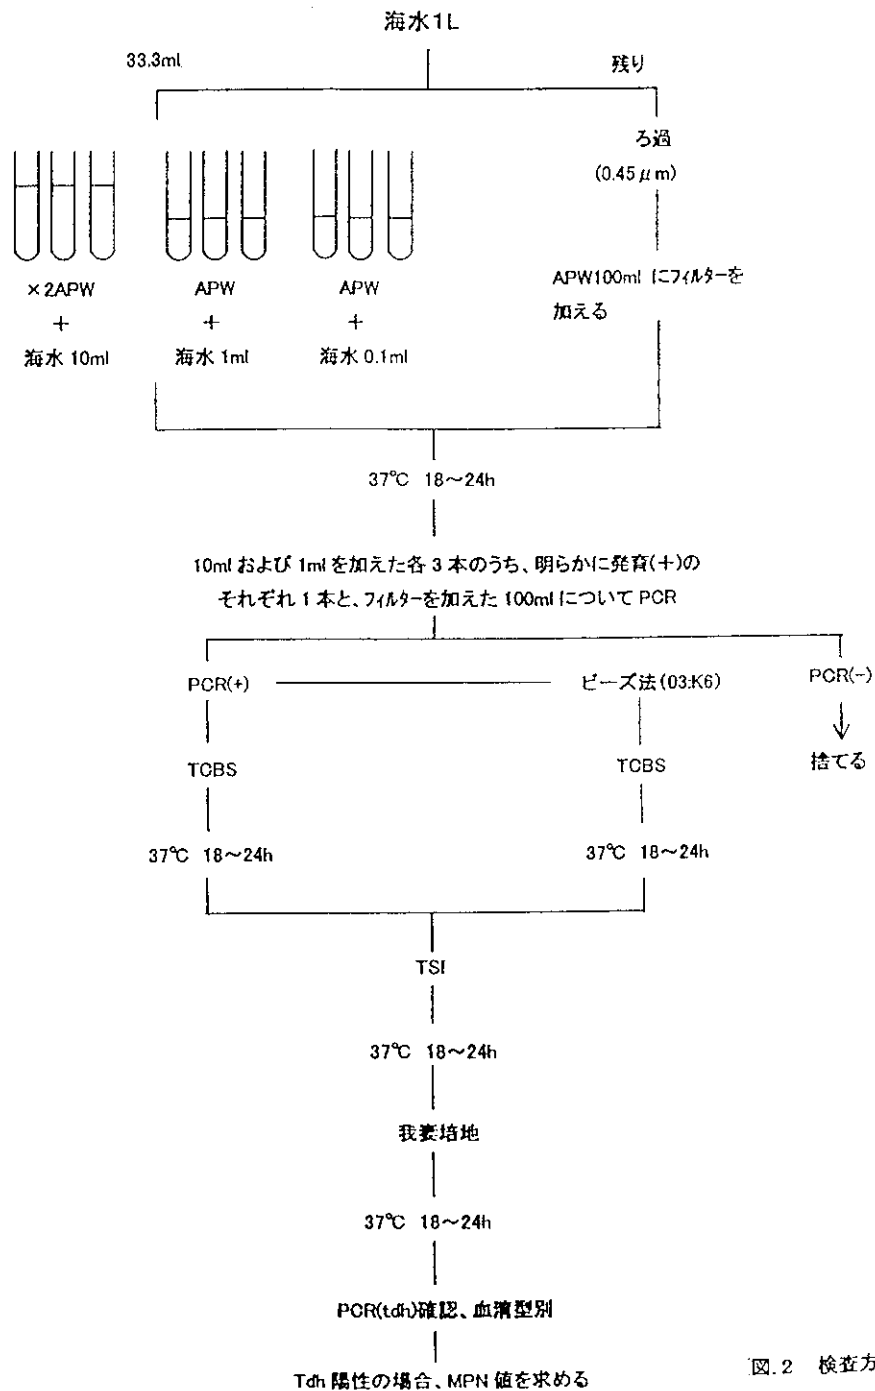 海水1L
33.3ml 残り
ろ過
(0.45μm)
×2APW APW APW
+ + +
海水 10ml 海水 1ml 海水 0.1ml
APW100ml にフィルターを
加える
37℃ 18~24h
10ml および 1ml を加えた各 3 本のうち、明らかに発育(+)の
それぞれ 1 本と、フィルターを加えた 100ml について PCR
PCR(+) ビーズ法(03:K6) PCR(-)
TCBS TCBS 捨てる
37℃ 18~24h 37℃ 18~24h
TSI
37℃ 18~24h
我妻培地
37℃ 18~24h
PCR(tdh)確認、血清型別
Tdh 陽性の場合、MPN 値を求める
図.2 検査方